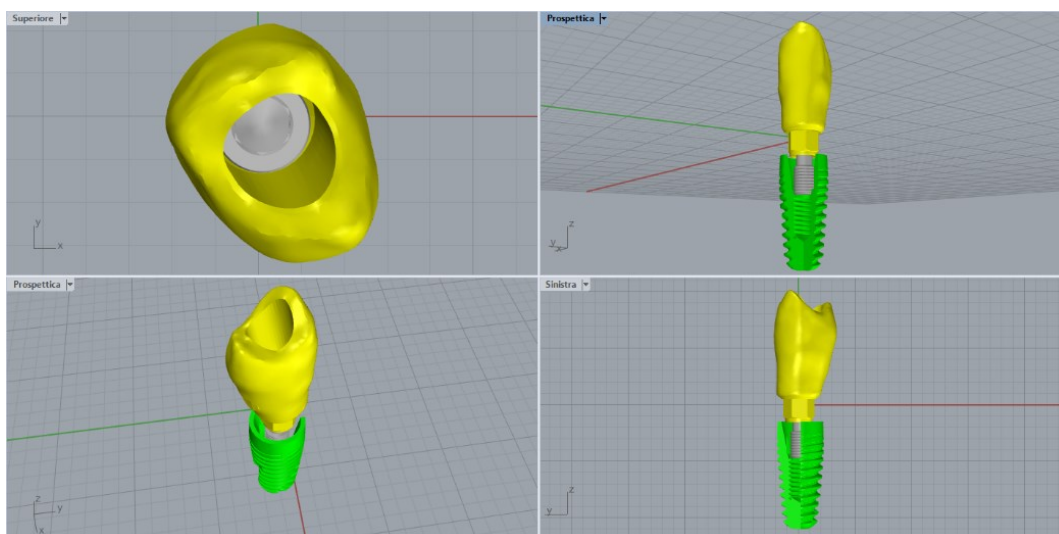 Superiore
Prospettica
y
x
z
y
x
Prospettica
Sinistra
z
y
x
z
y